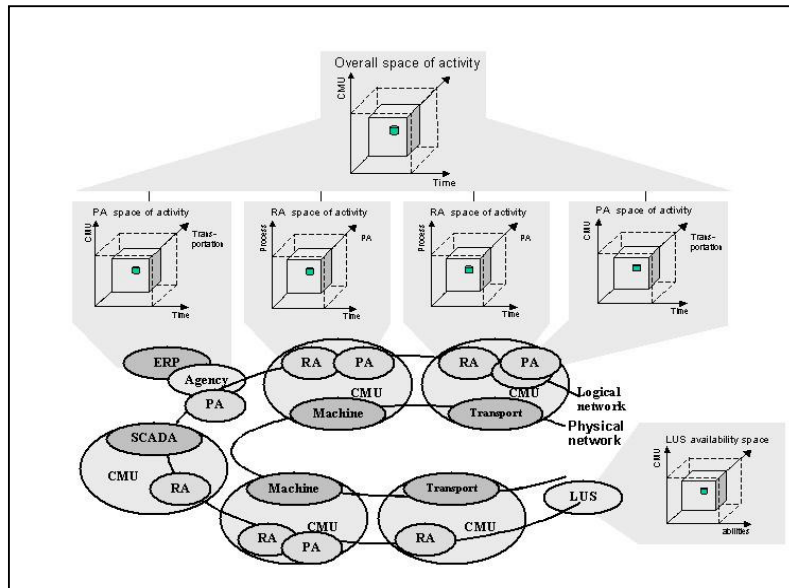 Overall space of activity
CMU
Time
PA space of activity
CMU
Trans-
portation
Time
RA space of activity
Process
PA
Time
RA space of activity
Process
PA
Time
PA space of activity
CMU
Transportation
Time
ERP
Agency
PA
RA
PA
CMU
Machine
RA
PA
CMU
Transport
Logical
network
Physical
network
SCADA
CMU
RA
Machine
CMU
RA
PA
Transport
CMU
RA
LUS
LUS availability space
CMU
abilities